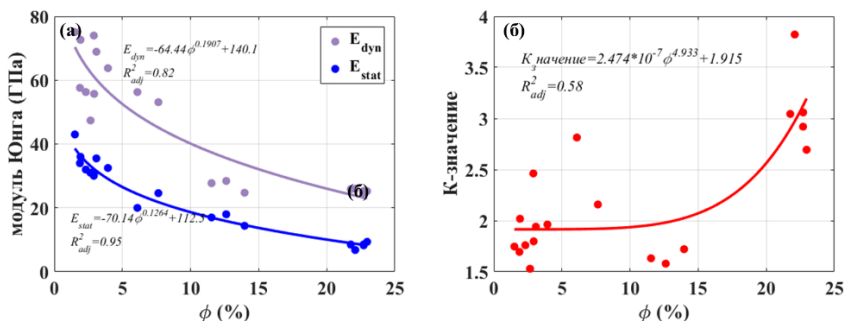 (а)
E_dyn=-64.44ϕ^0.1907+140.1
R²_adj=0.82
E_dyn
E_stat
E_stat=-70.14ϕ^0.1264+112.5
R²_adj=0.95
(б)
модуль Юнга (ГПа)
80
60
40
20
0
0 5 10 15 20 25
ϕ (%)
(б)
К_значение=2.474*10^-7 ϕ^4.933+1.915
R²_adj=0.58
К-значение
4
3.5
3
2.5
2
1.5
0 5 10 15 20 25
ϕ (%)